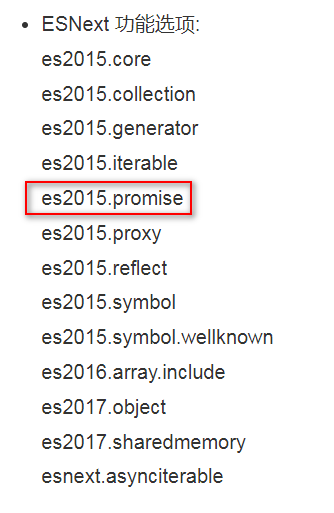 ESNext 功能选项:
es2015.core
es2015.collection
es2015.generator
es2015.iterable
es2015.promise
es2015.proxy
es2015.reflect
es2015.symbol
es2015.symbol.wellknown
es2016.array.include
es2017.object
es2017.sharedmemory
esnext.asynciterable